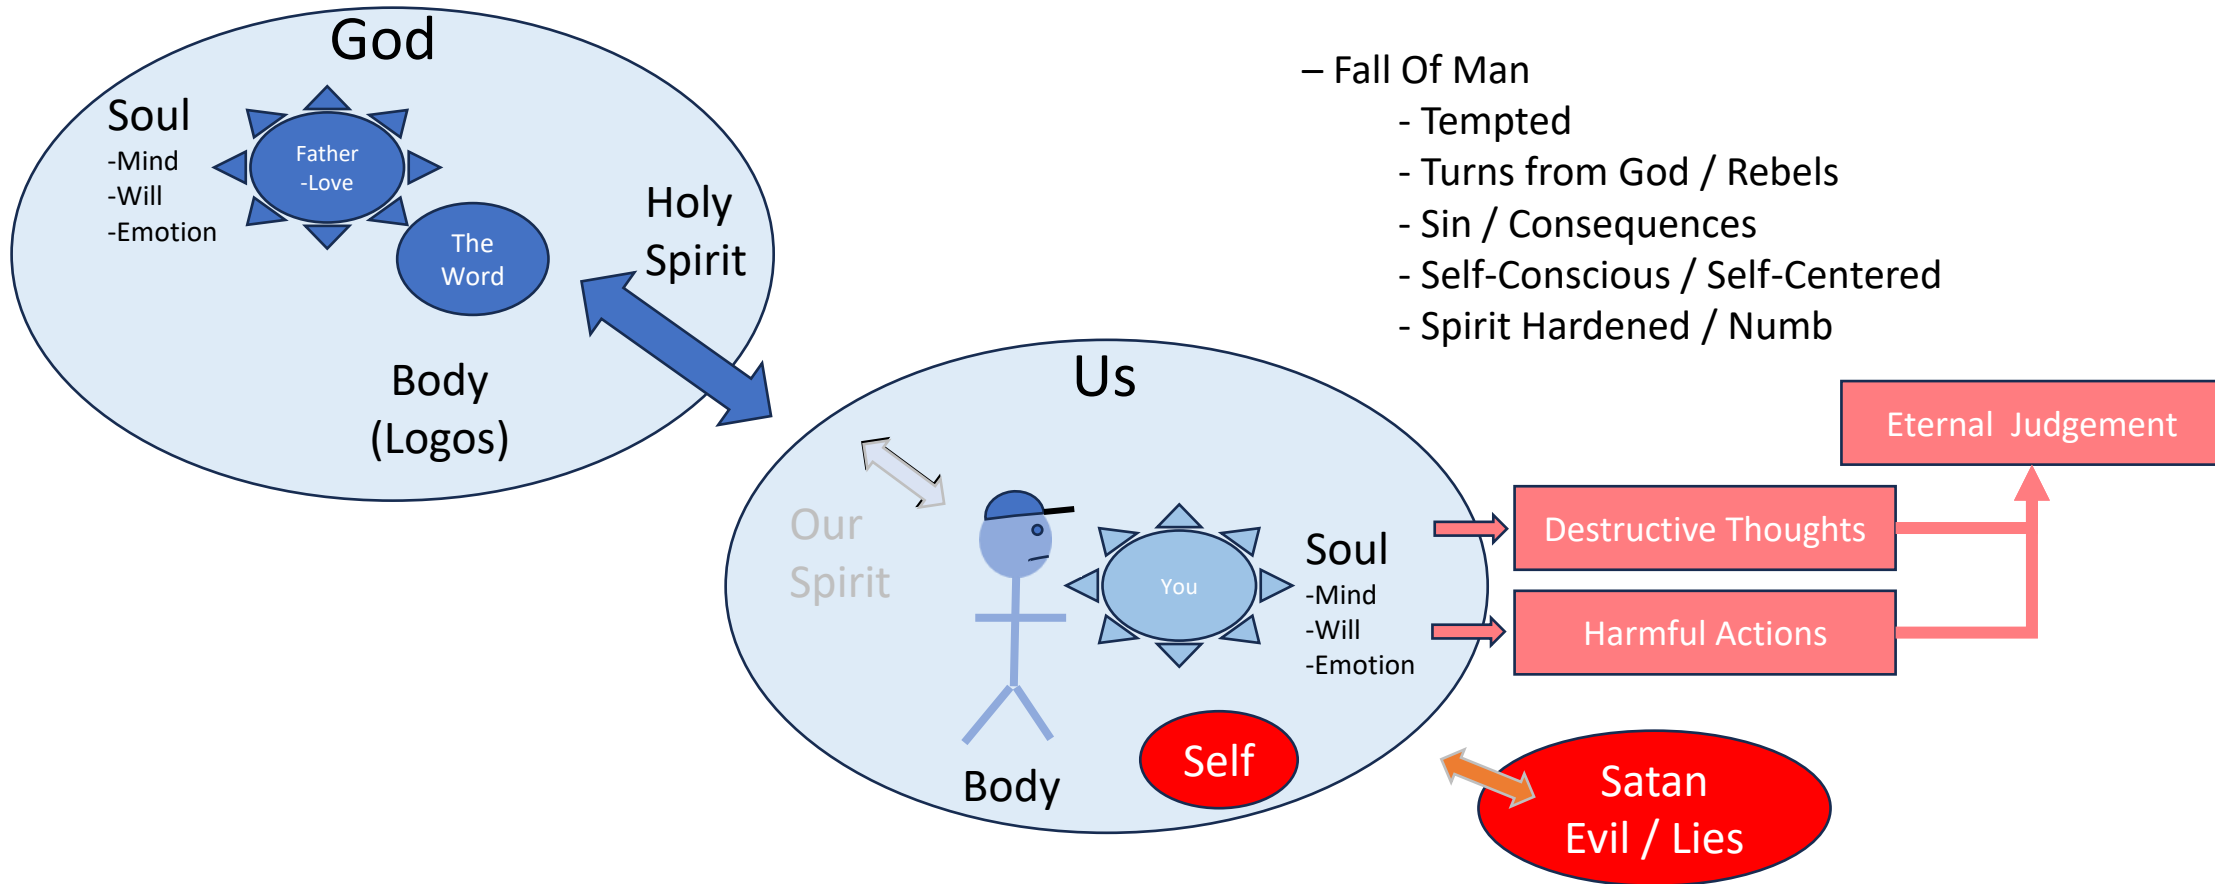 God
Soul
-Mind
-Will
-Emotion
Father
-Love
The
Word
Holy
Spirit
Body
(Logos)
– Fall Of Man
- Tempted
- Turns from God / Rebels
- Sin / Consequences
- Self-Conscious / Self-Centered
- Spirit Hardened / Numb
Us
Our
Spirit
You
Soul
-Mind
-Will
-Emotion
Body
Self
Eternal  Judgement
Destructive Thoughts
Harmful Actions
Satan
Evil / Lies